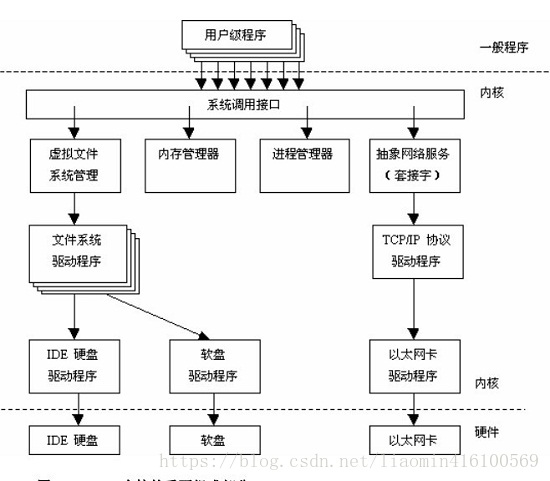 用户级程序
一般程序
内核
系统调用接口
虚拟文件
系统管理
内存管理器
进程管理器
抽象网络服务
（套接字）
文件系统
驱动程序
TCP/IP 协议
驱动程序
IDE 硬盘
驱动程序
软盘
驱动程序
以太网卡
驱动程序
内核
硬件
IDE 硬盘
软盘
以太网卡
https://blog.csdn.net/liaomin416100569